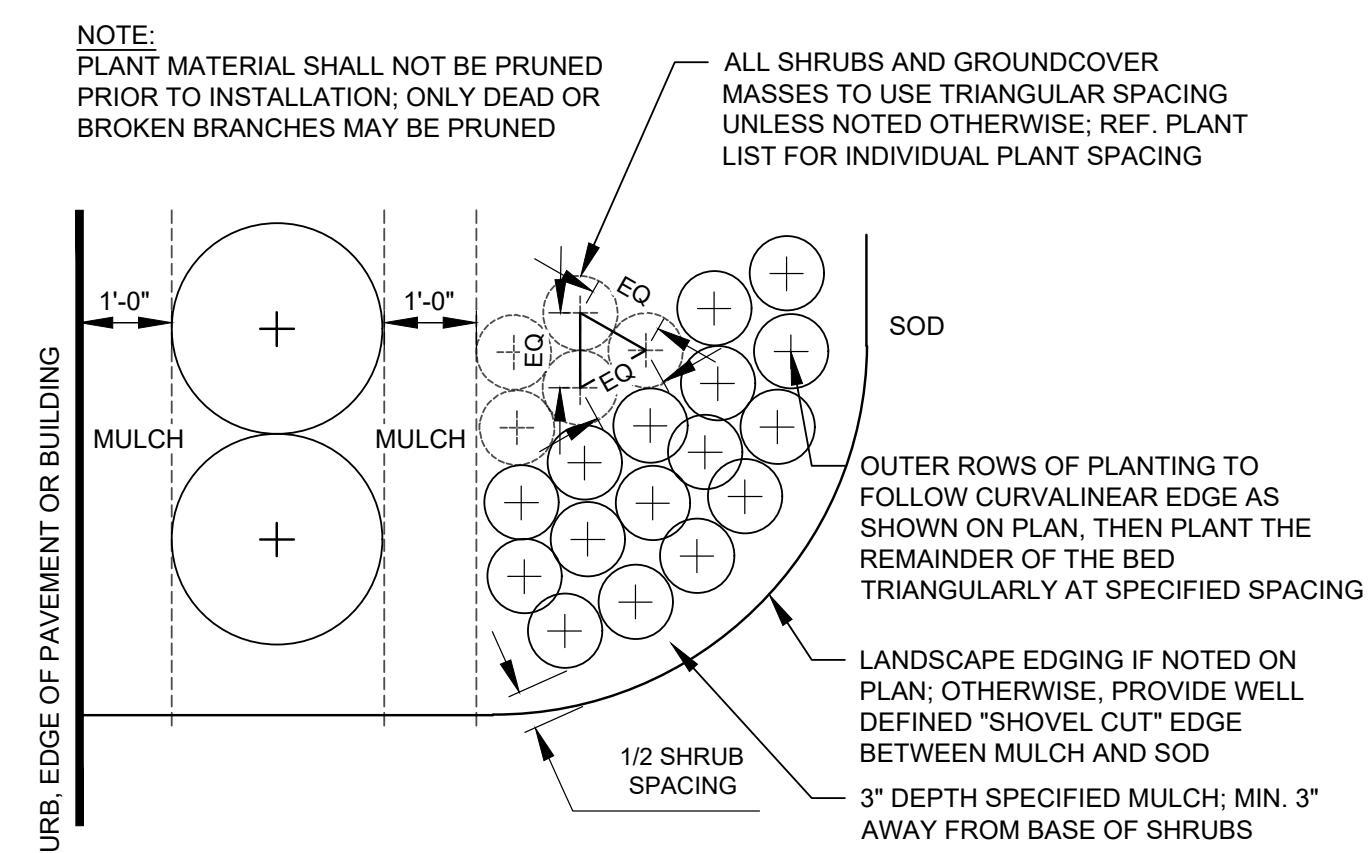 NOTE:
PLANT MATERIAL SHALL NOT BE PRUNED
PRIOR TO INSTALLATION; ONLY DEAD OR
BROKEN BRANCHES MAY BE PRUNED
ALL SHRUBS AND GROUNDCOVER
MASSES TO USE TRIANGULAR SPACING
UNLESS NOTED OTHERWISE; REF. PLANT
LIST FOR INDIVIDUAL PLANT SPACING
1'-0"
1'-0"
EQ
EQ
EQ
SOD
MULCH
MULCH
URB, EDGE OF PAVEMENT OR BUILDING
OUTER ROWS OF PLANTING TO
FOLLOW CURVALINEAR EDGE AS
SHOWN ON PLAN, THEN PLANT THE
REMAINDER OF THE BED
TRIANGULARLY AT SPECIFIED SPACING
LANDSCAPE EDGING IF NOTED ON
PLAN; OTHERWISE, PROVIDE WELL
DEFINED "SHOVEL CUT" EDGE
BETWEEN MULCH AND SOD
1/2 SHRUB
SPACING
3" DEPTH SPECIFIED MULCH; MIN. 3"
AWAY FROM BASE OF SHRUBS